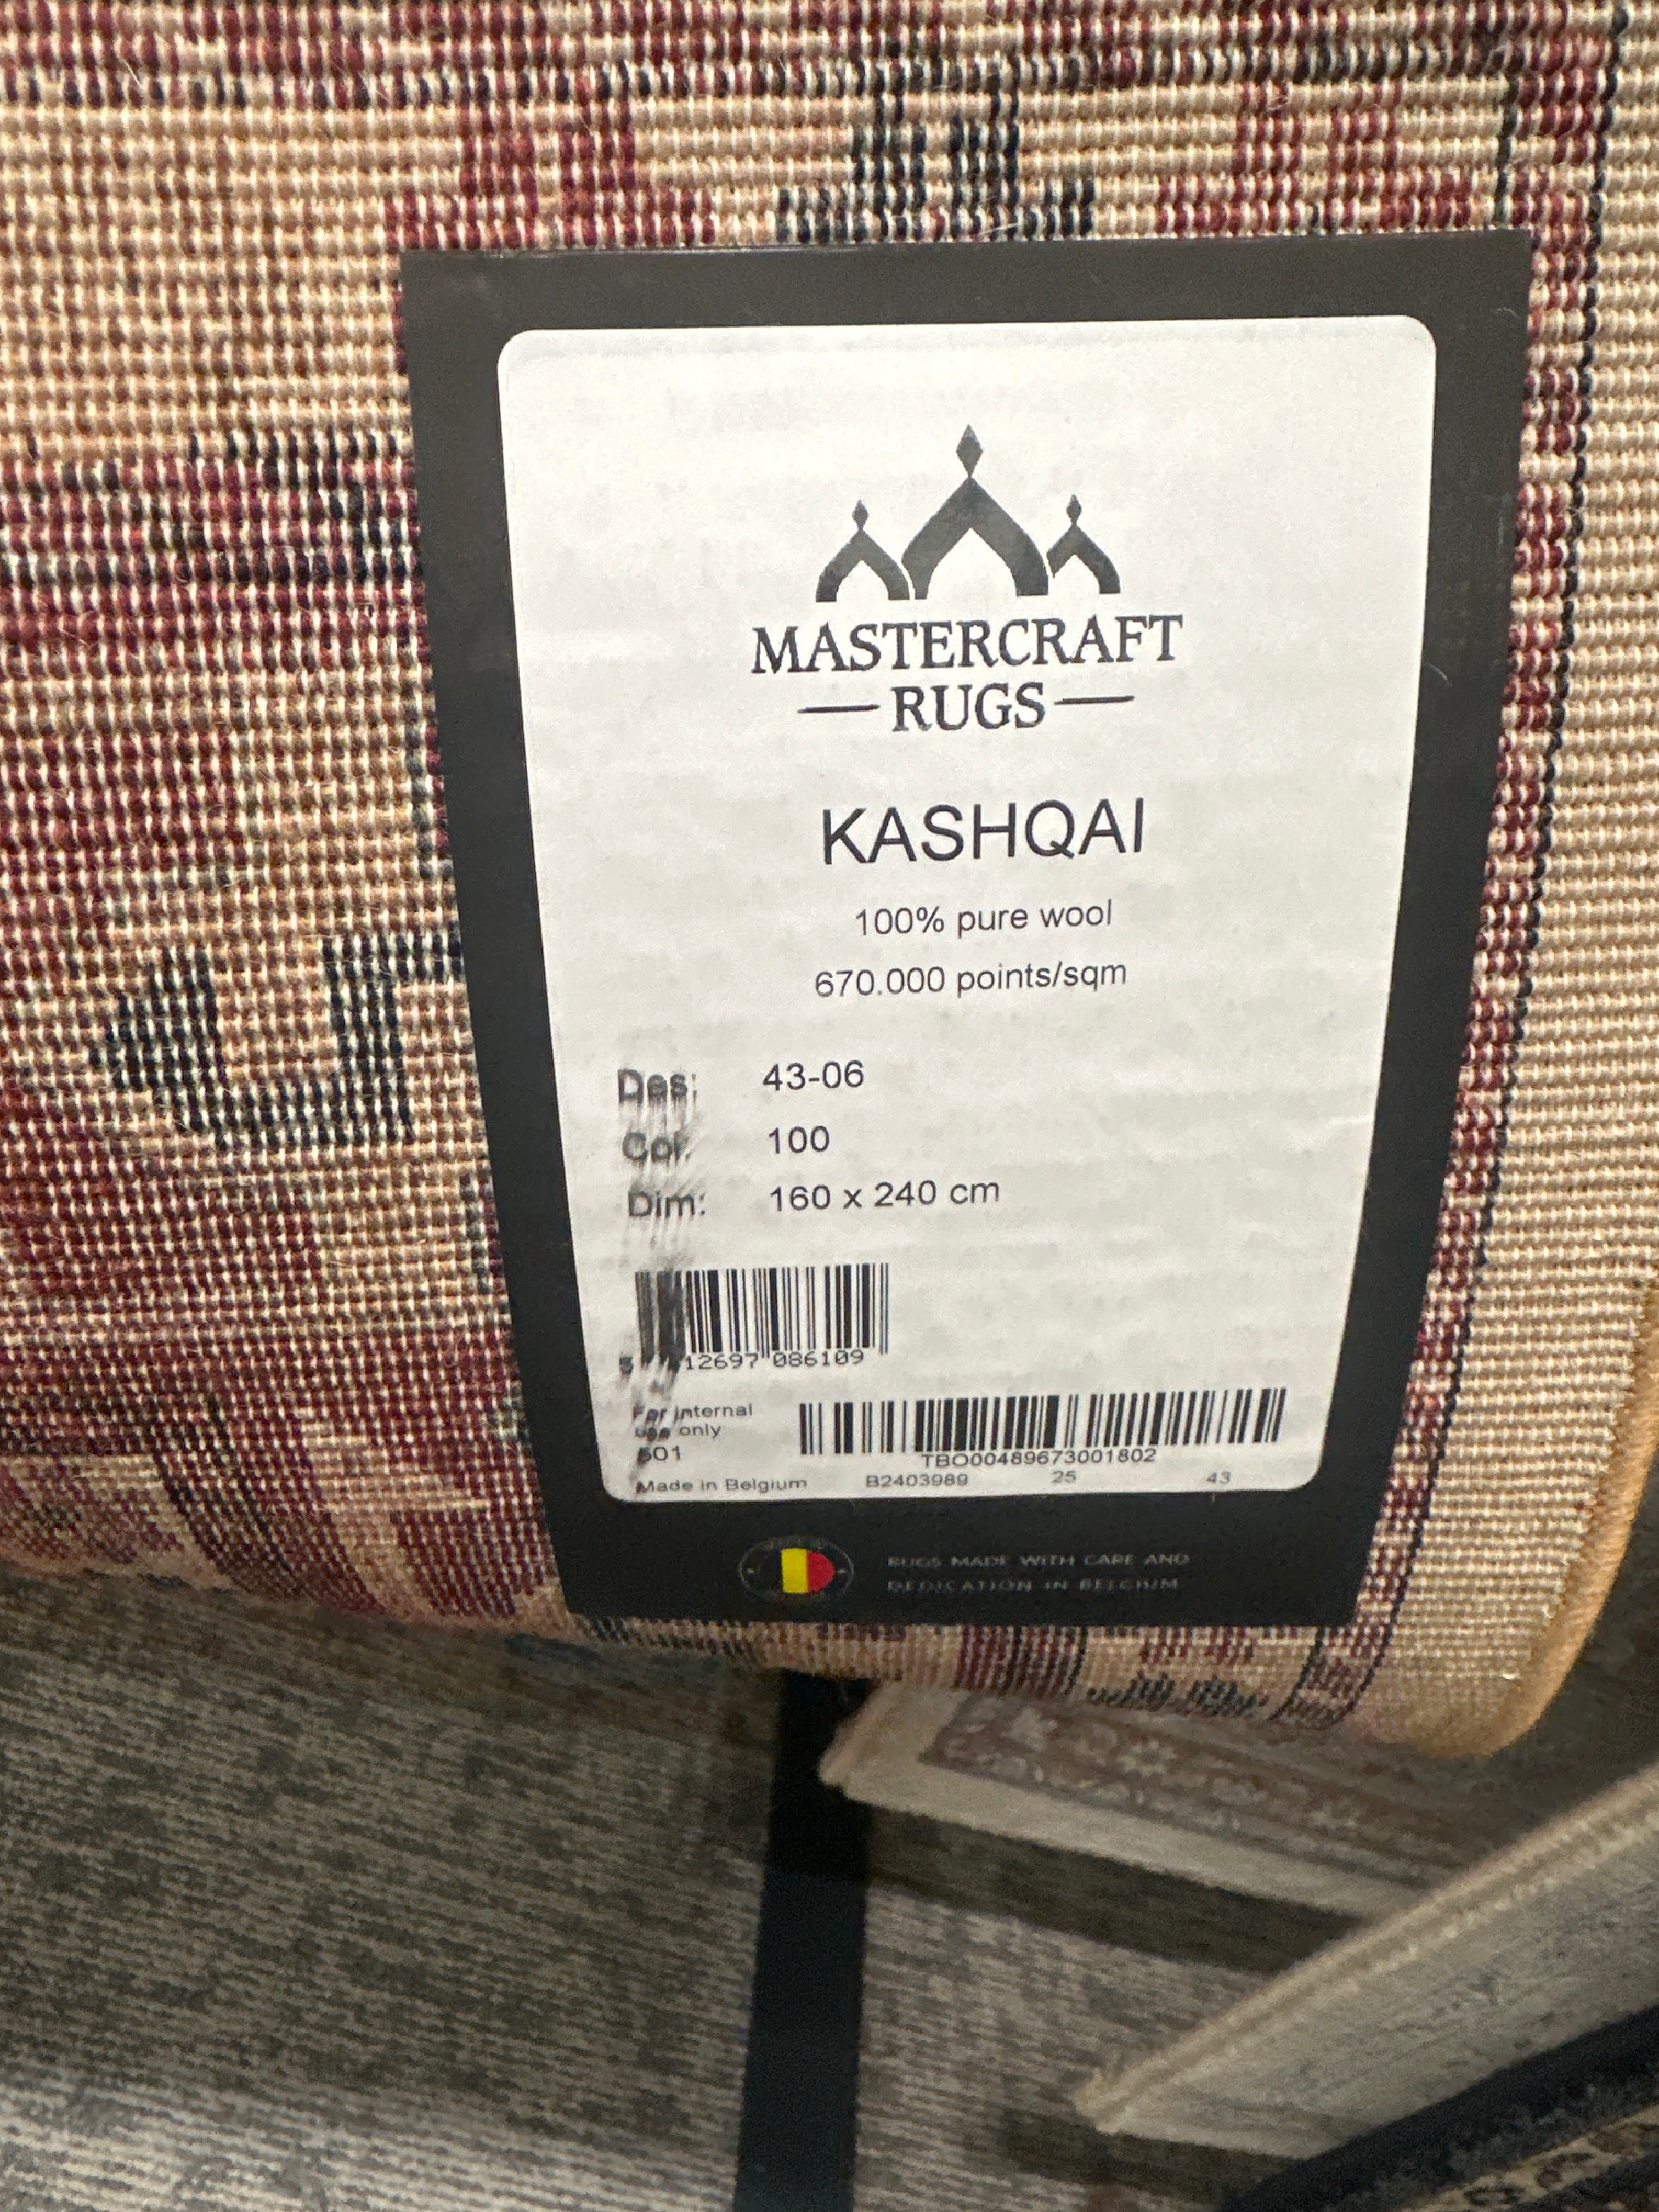 MASTERCRAFT
RUGS
KASHQAI
100% pure wool
670.000 points/sqm
Des: 43-06
Col: 100
Dim: 160 x 240 cm
12697 086109
For internal
use only
601
TBO00489673001802
Made in Belgium B2403989 25 43
RUGS MADE WITH CARE AND
DEDICATION IN BELGIUM